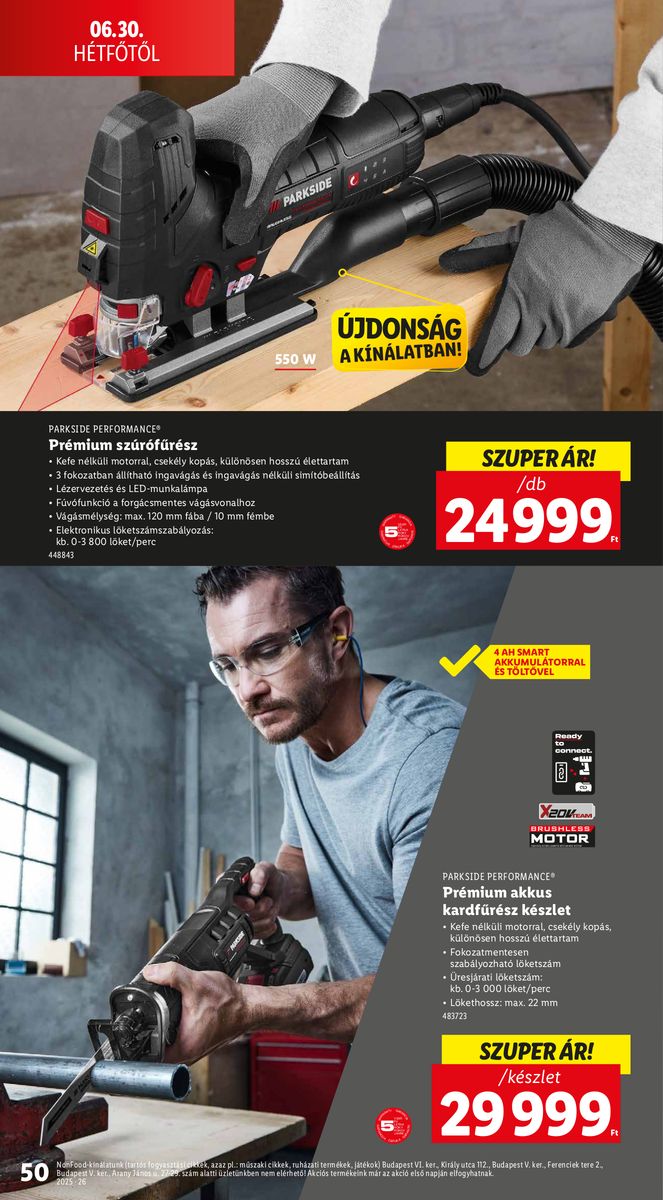 06.30.
HÉTFŐTŐL
PARKSIDE
550 W
ÚJDONSÁG
A KÍNÁLATBAN!
PARKSIDE PERFORMANCE®
Prémium szúrófűrész
• Kefe nélküli motorral, csekély kopás, különösen hosszú élettartam
• 3 fokozatban állítható ingavágás és ingavágás nélküli simítóbeállítás
• Lézervezetés és LED-munkalámpa
• Fúvófunkció a forgácsmentes vágásvonalhoz
• Vágásmélység: max. 120 mm fába / 10 mm fémbe
• Elektronikus löketszámszabályozás:
kb. 0-3 800 löket/perc
448843
5
SZUPER ÁR!
/db
24 999 Ft
4 AH SMART
AKKUMULÁTORRAL
ÉS TÖLTŐVEL
Ready
to
connect.
X20V TEAM
BRUSHLESS
MOTOR
PARKSIDE
PARKSIDE PERFORMANCE®
Prémium akkus
kardfűrész készlet
• Kefe nélküli motorral, csekély kopás,
különösen hosszú élettartam
• Fokozatmentesen
szabályozható löketszám
• Üresjárati löketszám:
kb. 0-3 000 löket/perc
• Lökethossz: max. 22 mm
483723
5
SZUPER ÁR!
/készlet
29 999 Ft
50
NonFood-kínálatunk (tartós fogyasztási cikkek, azaz pl.: műszaki cikkek, ruházati termékek, játékok) Budapest VI. ker., Király utca 112., Budapest V. ker., Ferenciek tere 2.,
Budapest V. ker., Arany János u. 27-29. szám alatti üzletünkben nem elérhető! Akciós termékeink már az akció első napján elfogyhatnak.
2025 - 26